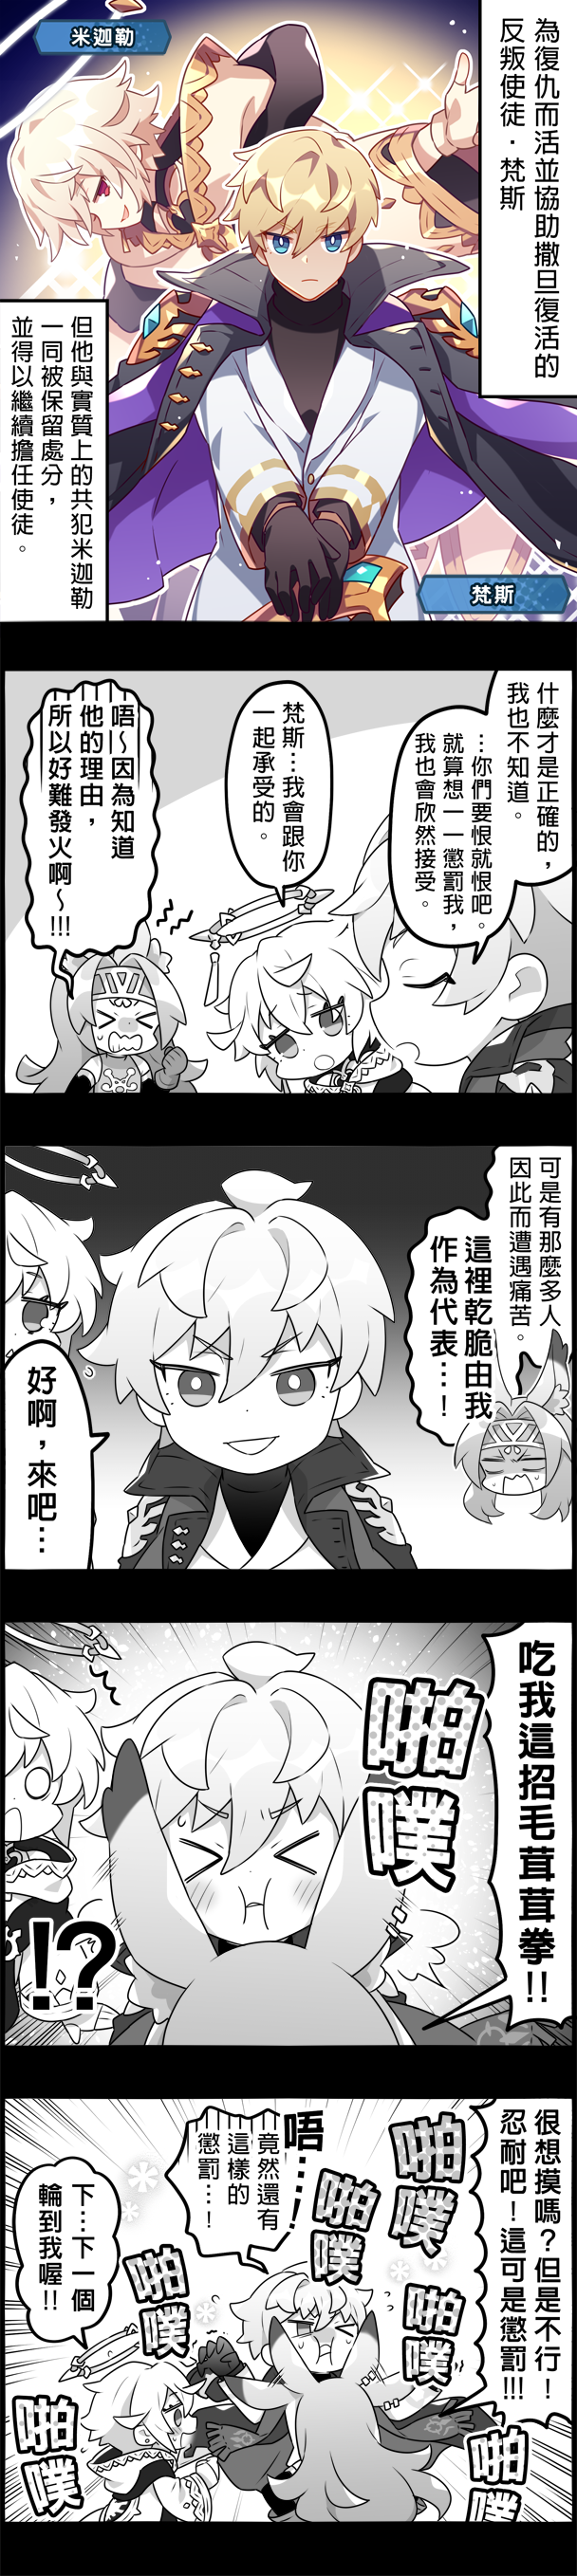 為復仇而活並協助撒旦復活的
反叛使徒．梵斯
米迦勒
梵斯
但他與實質上的共犯米迦勒
一同被保留處分，
並得以繼續擔任使徒。
什麼才是正確的，
我也不知道。
…你們要恨就恨吧。
就算想一一懲罰我，
我也會欣然接受。
梵斯…我會跟你
一起承受的。
唔～因為知道
他的理由，
所以好難發火啊～!!!
可是有那麼多人
因此而遭遇痛苦。
這裡乾脆由我
作為代表…！
好啊，來吧…
吃我這招毛茸茸拳!!
啪噗
!?
很想摸嗎？但是不行！
忍耐吧！這可是懲罰!!!
啪噗
啪噗
啪噗
啪噗
啪噗
啪噗
唔…！
竟然還有
這樣的
懲罰…！
下…下一個
輪到我喔!!